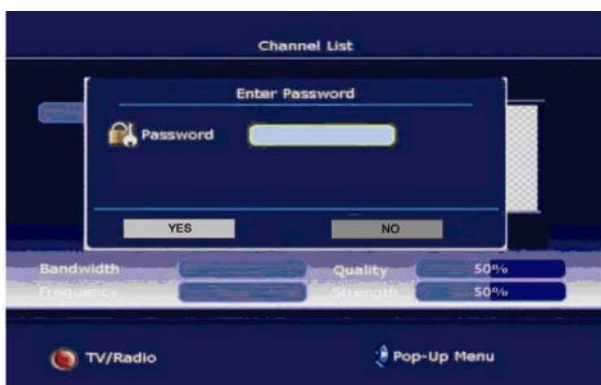 Channel List
Enter Password
Password
YES NO
Bandwidth Quality 50%
Frequency Strength 50%
TV/Radio Pop-Up Menu